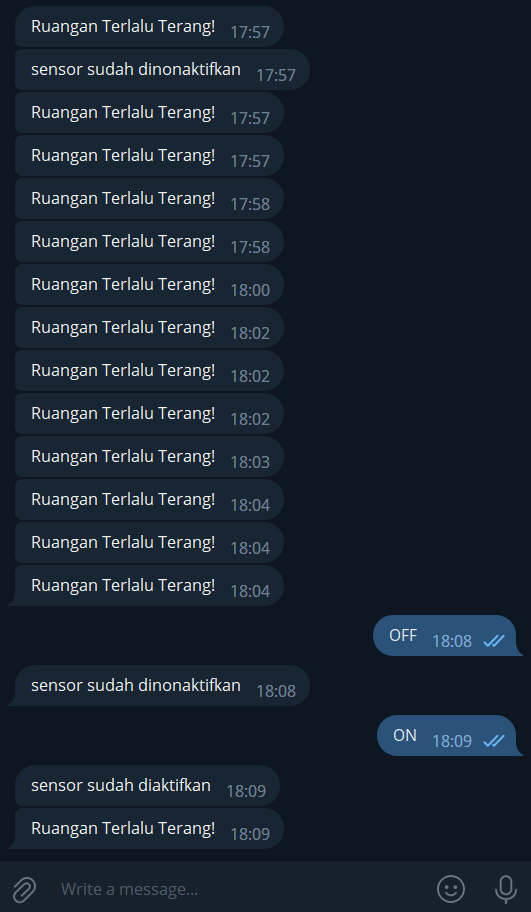 Ruangan Terlalu Terang! 17:57
sensor sudah dinonaktifkan 17:57
Ruangan Terlalu Terang! 17:57
Ruangan Terlalu Terang! 17:57
Ruangan Terlalu Terang! 17:58
Ruangan Terlalu Terang! 17:58
Ruangan Terlalu Terang! 18:00
Ruangan Terlalu Terang! 18:02
Ruangan Terlalu Terang! 18:02
Ruangan Terlalu Terang! 18:02
Ruangan Terlalu Terang! 18:03
Ruangan Terlalu Terang! 18:04
Ruangan Terlalu Terang! 18:04
Ruangan Terlalu Terang! 18:04
OFF 18:08
sensor sudah dinonaktifkan 18:08
ON 18:09
sensor sudah diaktifkan 18:09
Ruangan Terlalu Terang! 18:09
Write a message...